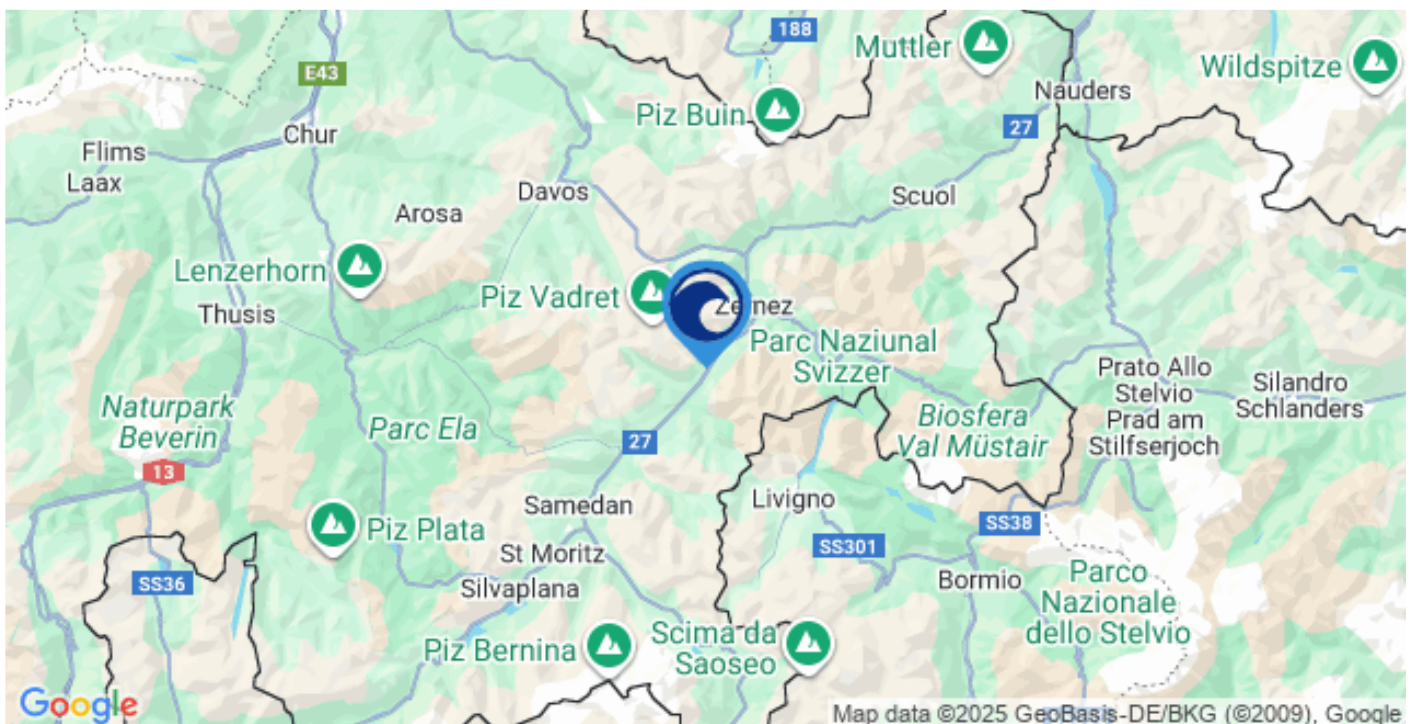 188
Muttler
Wildspitze
E43
Nauders
Piz Buin
27
Chur
Flims
Laax
Davos
Scuol
Arosa
Lenzerhorn
Piz Vadret
Zernez
Thusis
Parc Naziunal
Svizzer
Prato Allo
Stelvio
Prad am
Stilfserjoch
Silandro
Schlanders
Naturpark
Beverin
Parc Ela
Biosfera
Val Müstair
27
13
Samedan
Livigno
Piz Plata
SS38
St Moritz
SS301
SS36
Silvaplana
Bormio
Parco
Nazionale
dello Stelvio
Piz Bernina
Scima da
Saoseo
Google
Map data ©2025 GeoBasis-DE/BKG (©2009), Google